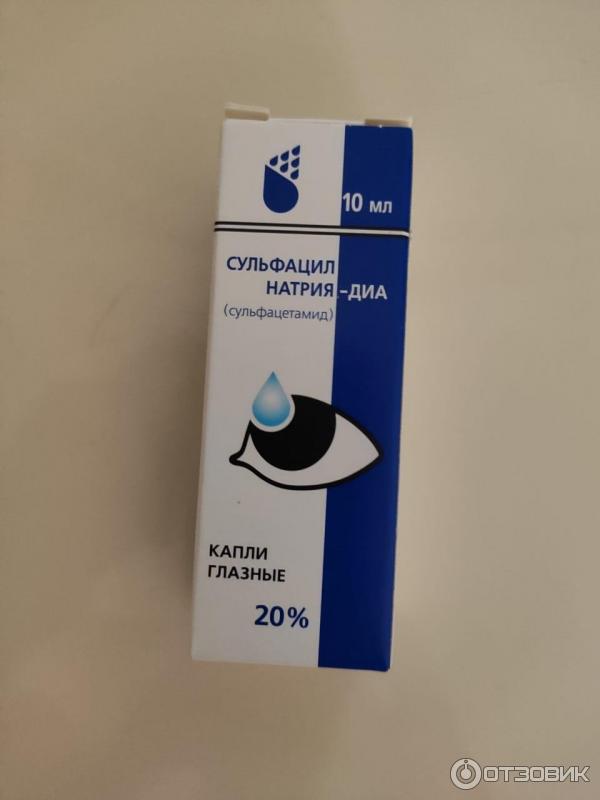 10 мл
СУЛЬФАЦИЛ
НАТРИЯ-ДИА
(сульфацетамид)
КАПЛИ
ГЛАЗНЫЕ
20%
ОТЗОВИК